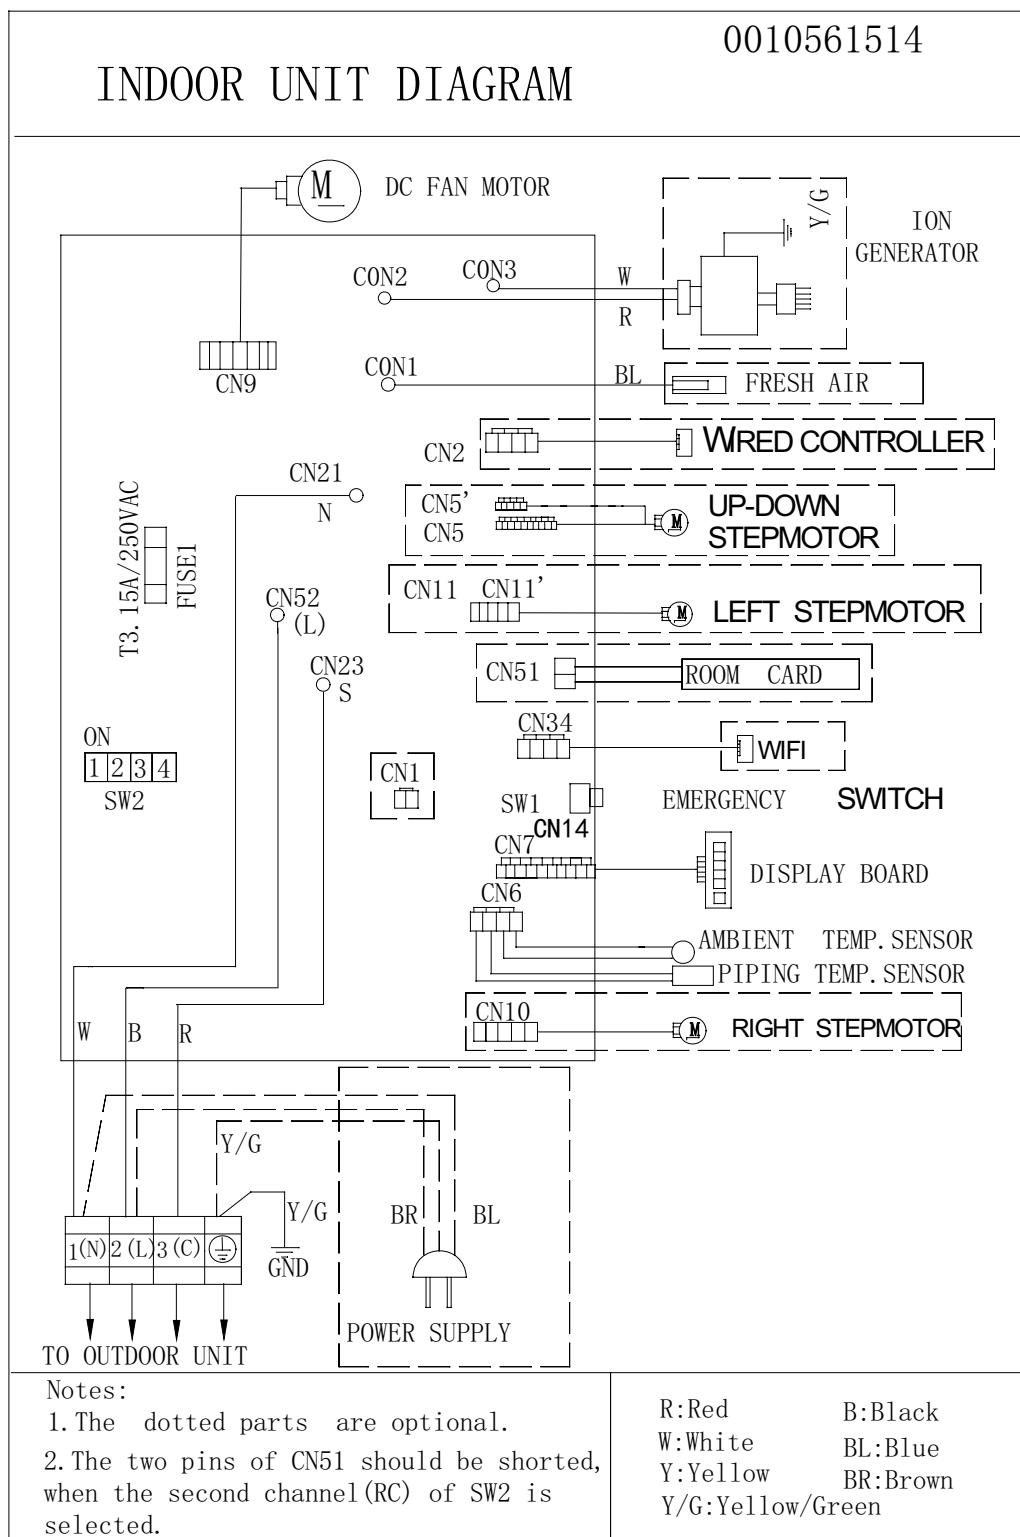 0010561514
INDOOR UNIT DIAGRAM
M
DC FAN MOTOR
Y/G
ION
GENERATOR
CON2
CON3
W
R
CN9
CON1
BL
FRESH AIR
CN2
WIRED CONTROLLER
CN21
N
T3.15A/250VAC
FUSE1
CN5'
CN5
M
UP-DOWN
STEPMOTOR
CN52
(L)
CN11
CN11'
M
LEFT STEPMOTOR
CN23
S
CN51
ROOM CARD
ON
1 2 3 4
SW2
CN1
CN34
WIFI
SW1
EMERGENCY SWITCH
CN14
CN7
DISPLAY BOARD
CN6
AMBIENT TEMP.SENSOR
PIPING TEMP.SENSOR
CN10
M
RIGHT STEPMOTOR
W B R
Y/G
Y/G
BR
BL
1(N) 2(L) 3(C)
GND
POWER SUPPLY
TO OUTDOOR UNIT
Notes:
1.The dotted parts are optional.
2.The two pins of CN51 should be shorted,
when the second channel(RC) of SW2 is
selected.
R:Red B:Black
W:White BL:Blue
Y:Yellow BR:Brown
Y/G:Yellow/Green